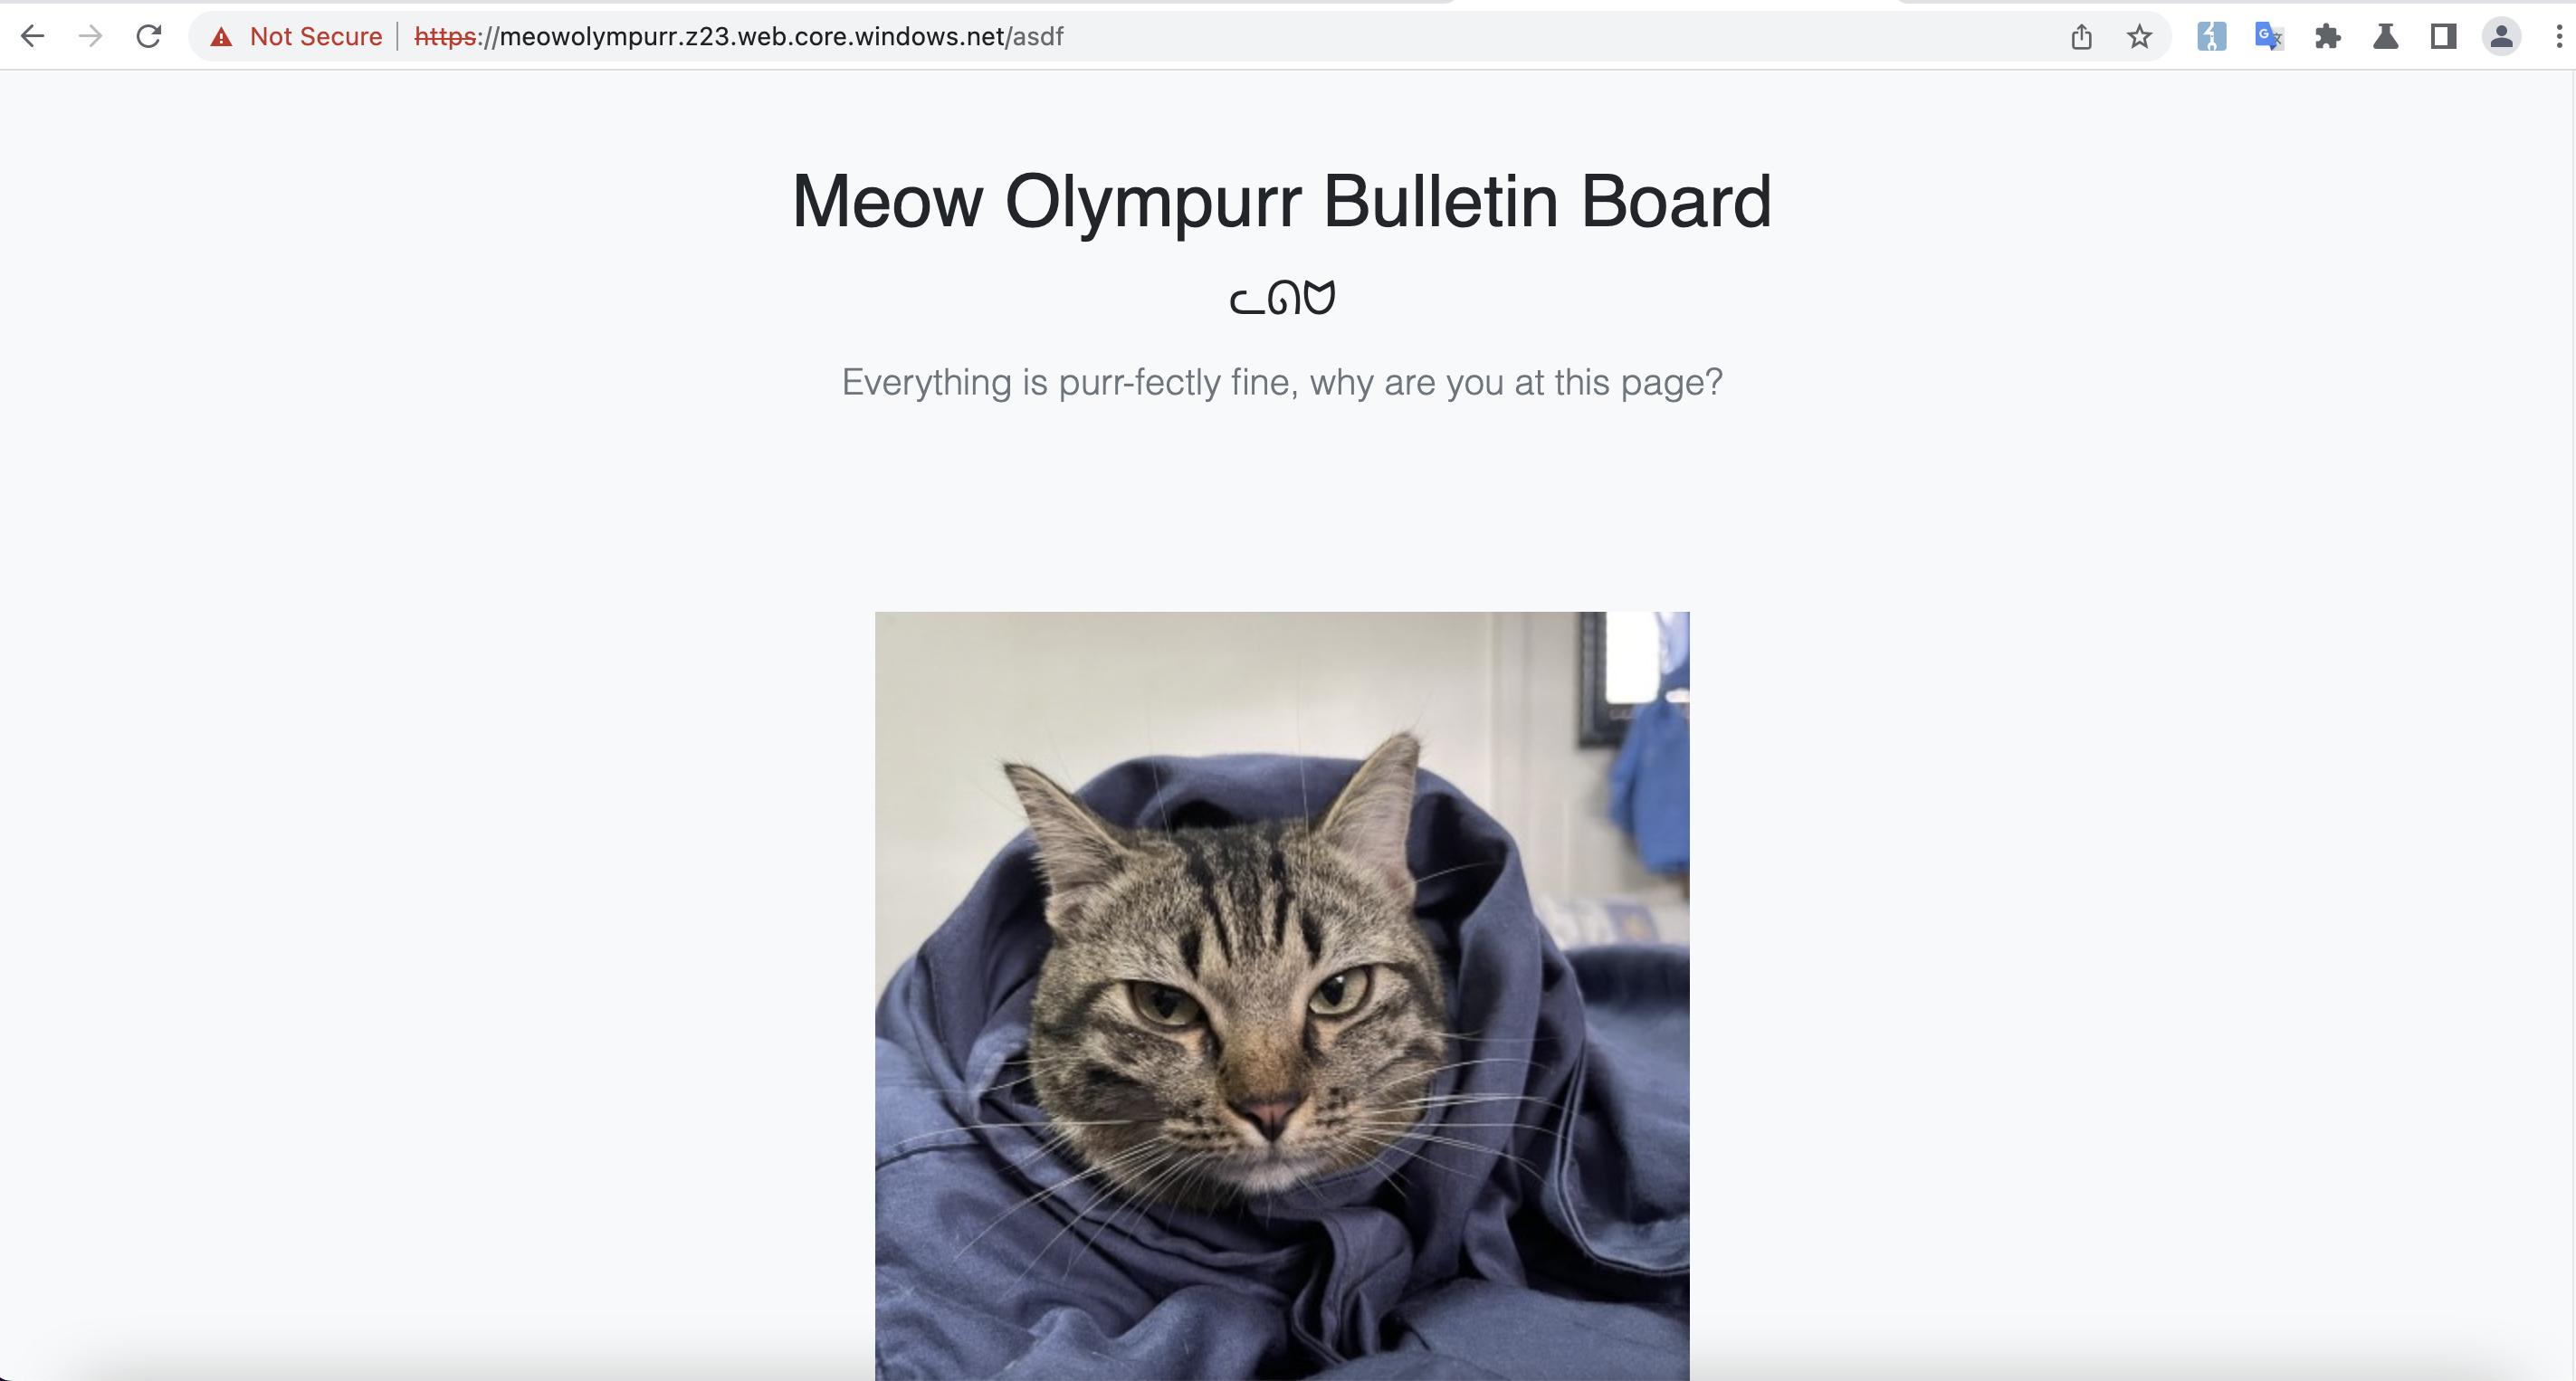 Not Secure https://meowolympurr.z23.web.core.windows.net/asdf
Meow Olympurr Bulletin Board
ᓚᘏᗢ
Everything is purr-fectly fine, why are you at this page?